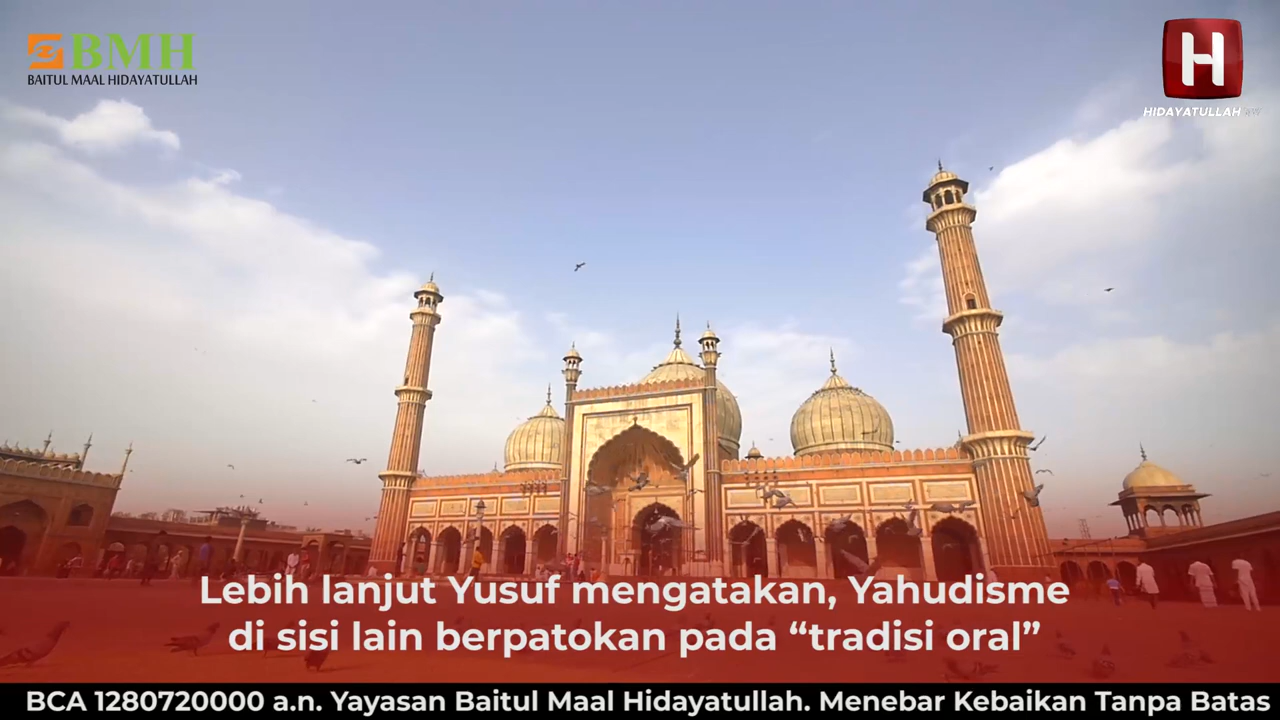 BMH
BAITUL MAAL HIDAYATULLAH
H
HIDAYATULLAH
Lebih lanjut Yusuf mengatakan, Yahudisme
di sisi lain berpatokan pada “tradisi oral”
BCA 1280720000 a.n. Yayasan Baitul Maal Hidayatullah. Menebar Kebaikan Tanpa Batas